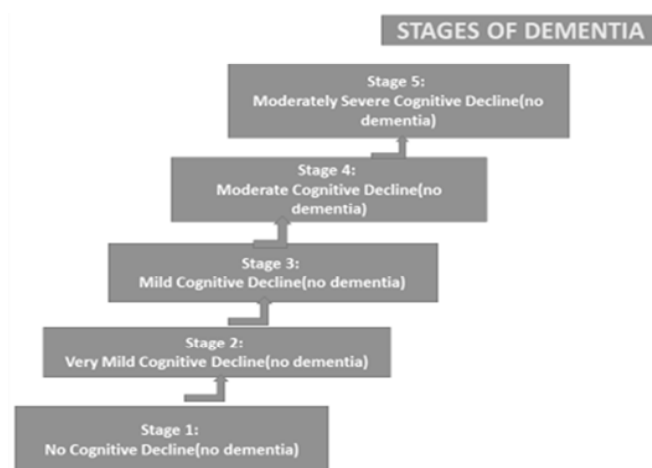 STAGES OF DEMENTIA
Stage 5:
Moderately Severe Cognitive Decline(no
dementia)
Stage 4:
Moderate Cognitive Decline(no
dementia)
Stage 3:
Mild Cognitive Decline(no dementia)
Stage 2:
Very Mild Cognitive Decline(no dementia)
Stage 1:
No Cognitive Decline(no dementia)